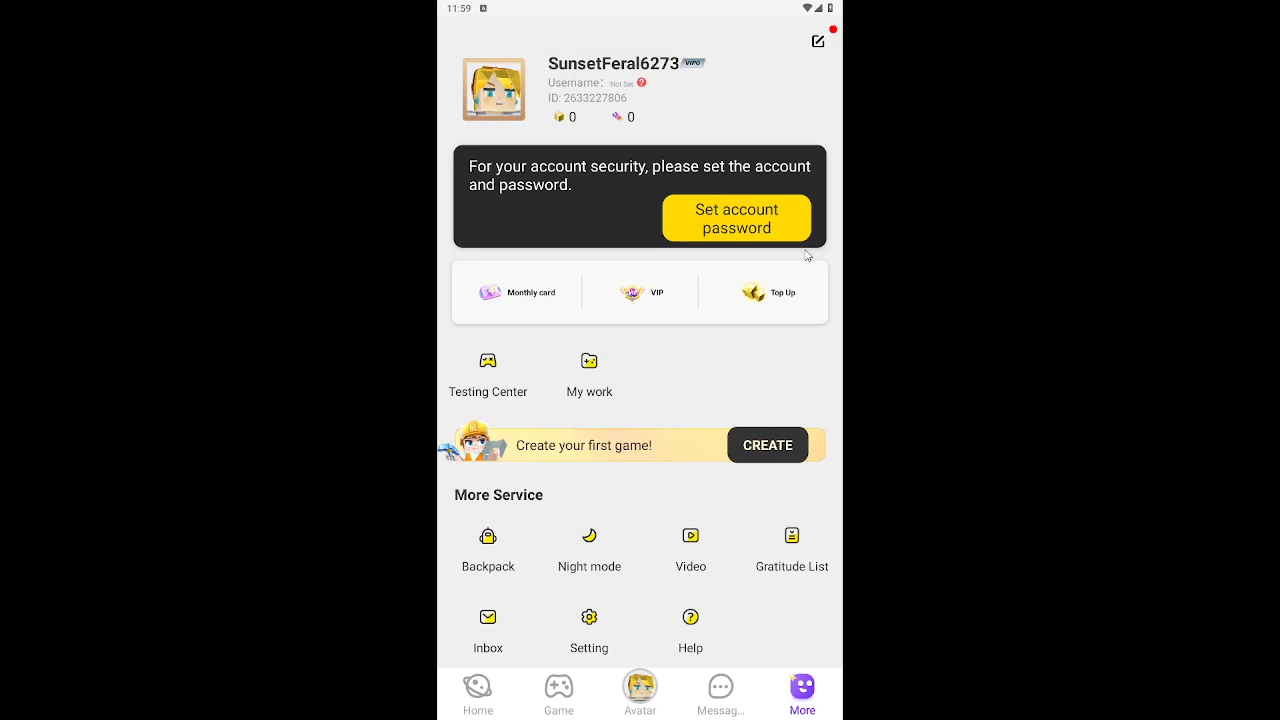 11:59
SunsetFeral6273 VIP0
Username: Not Set
ID: 2633227806
0 0
For your account security, please set the account
and password.
Set account
password
Monthly card VIP Top Up
Testing Center My work
Create your first game! CREATE
More Service
Backpack Night mode Video Gratitude List
Inbox Setting Help
Home Game Avatar Messag... More